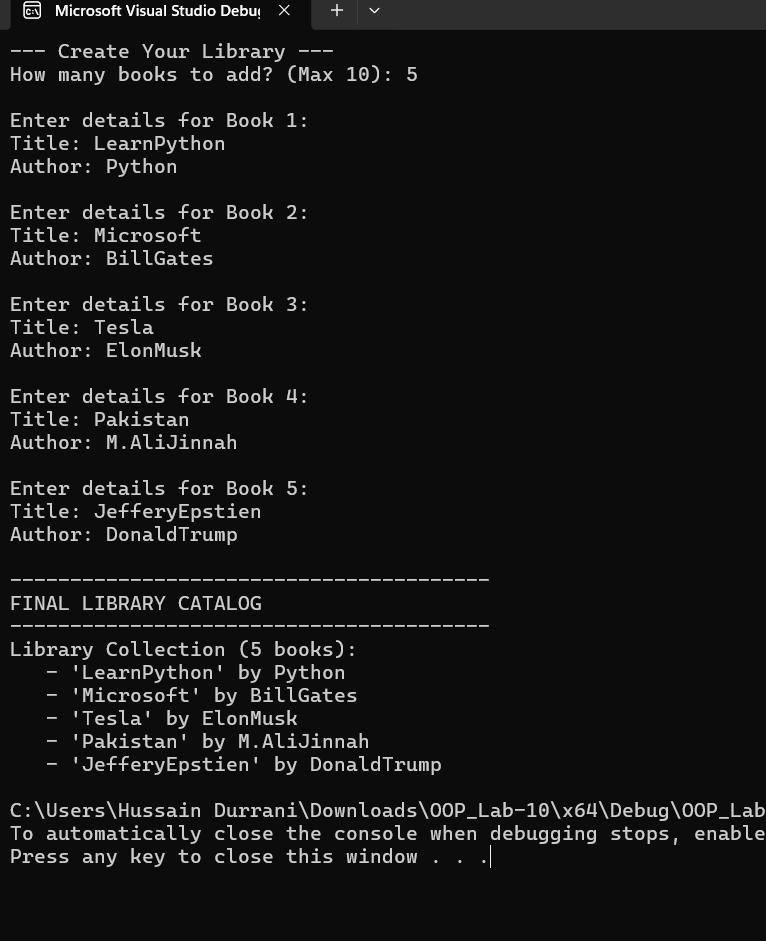 Microsoft Visual Studio Debug
--- Create Your Library ---
How many books to add? (Max 10): 5
Enter details for Book 1:
Title: LearnPython
Author: Python
Enter details for Book 2:
Title: Microsoft
Author: BillGates
Enter details for Book 3:
Title: Tesla
Author: ElonMusk
Enter details for Book 4:
Title: Pakistan
Author: M.AliJinnah
Enter details for Book 5:
Title: JefferyEpstien
Author: DonaldTrump
----------------------------------------
FINAL LIBRARY CATALOG
----------------------------------------
Library Collection (5 books):
- 'LearnPython' by Python
- 'Microsoft' by BillGates
- 'Tesla' by ElonMusk
- 'Pakistan' by M.AliJinnah
- 'JefferyEpstien' by DonaldTrump
C:\Users\Hussain Durrani\Downloads\OOP_Lab-10\x64\Debug\OOP_Lab
To automatically close the console when debugging stops, enable
Press any key to close this window . . .